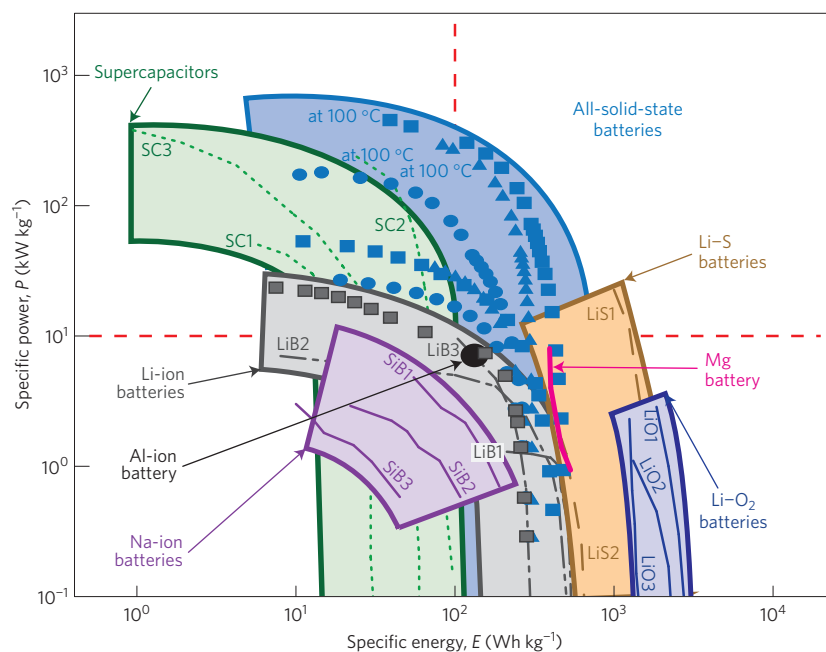 Specific power, P (kW kg⁻¹)
10³
10²
10¹
10⁰
10⁻¹
10⁰
10¹
10²
10³
10⁴
Specific energy, E (Wh kg⁻¹)
Supercapacitors
All-solid-state
batteries
at 100 °C
at 100 °C
at 100 °C
SC3
SC2
SC1
Li–S
batteries
LiS1
LiB3
LiB2
Li-ion
batteries
SiB1
Mg
battery
LiB1
Al-ion
battery
SiB3
SiB2
LiO1
LiO2
Li–O₂
batteries
Na-ion
batteries
LiS2
LiO3